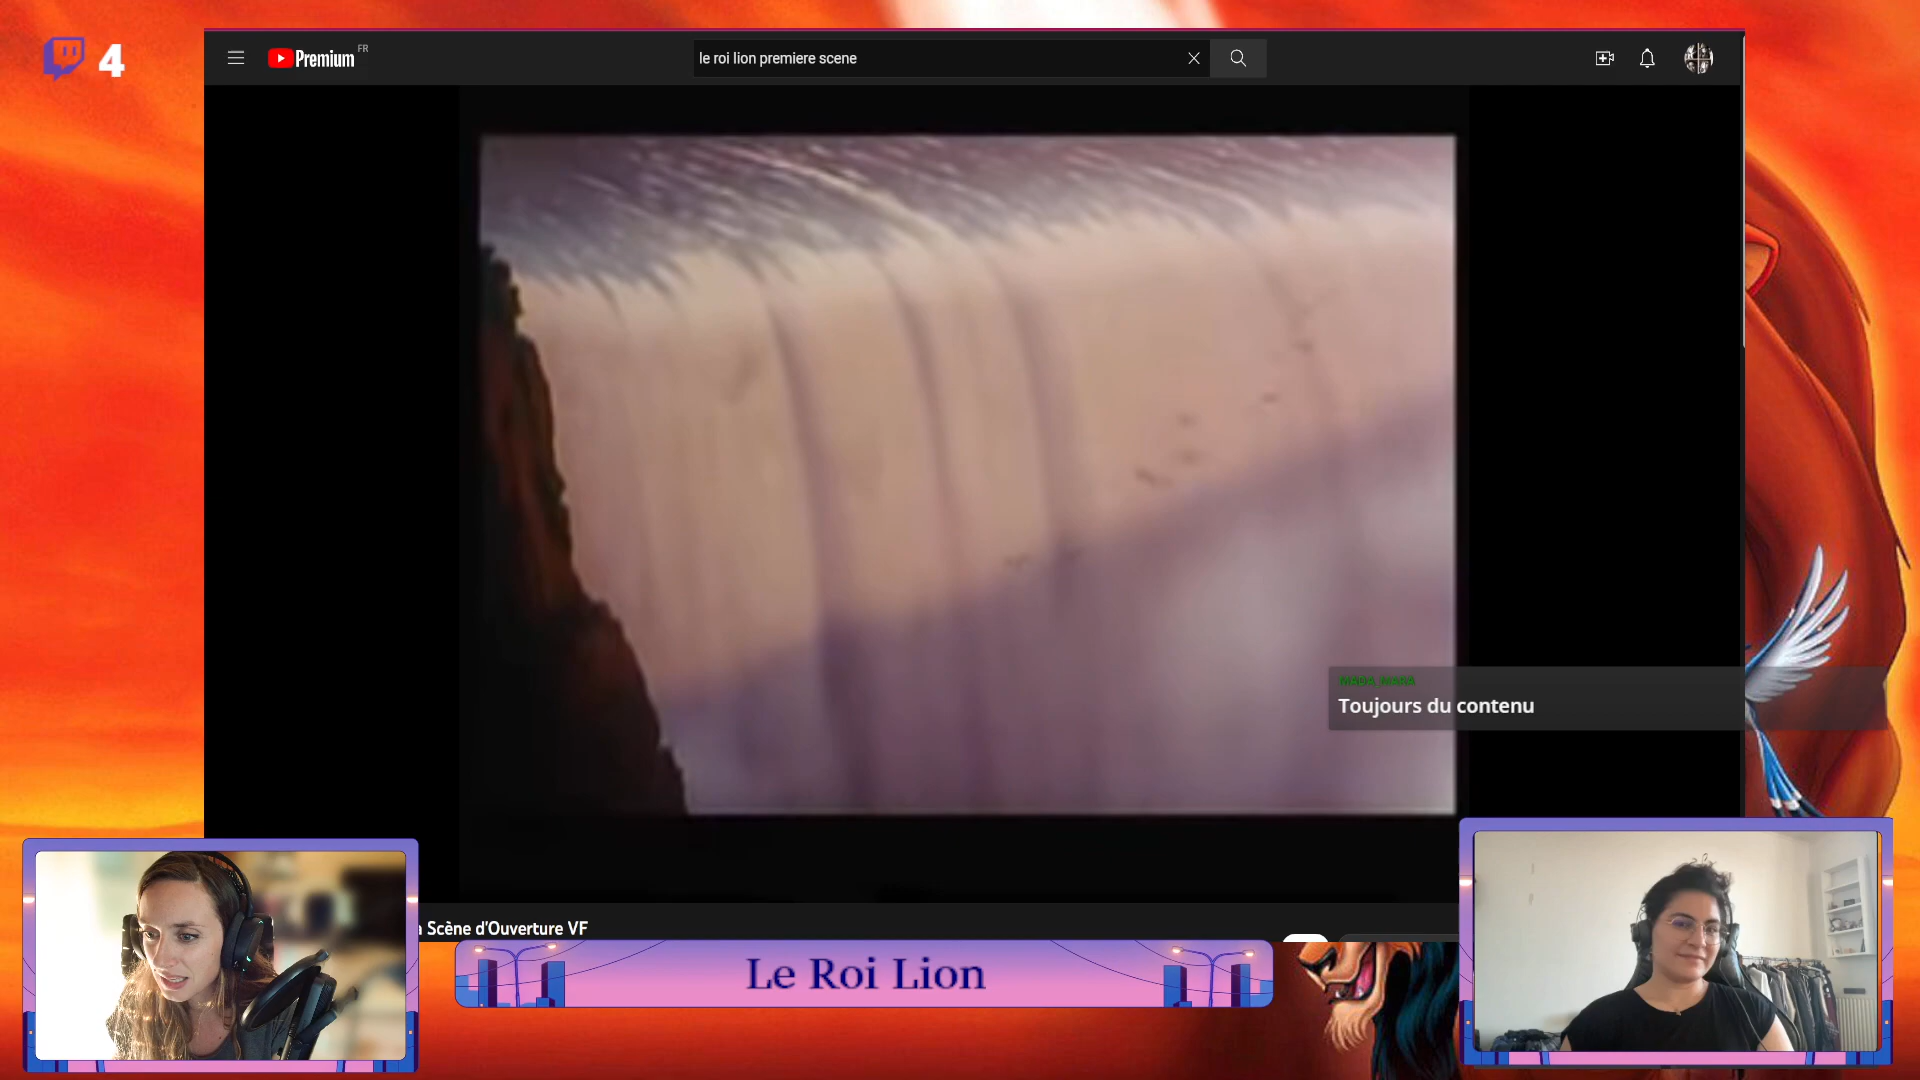 4
Premium FR
le roi lion premiere scene
Toujours du contenu
Scène d'Ouverture VF
Le Roi Lion